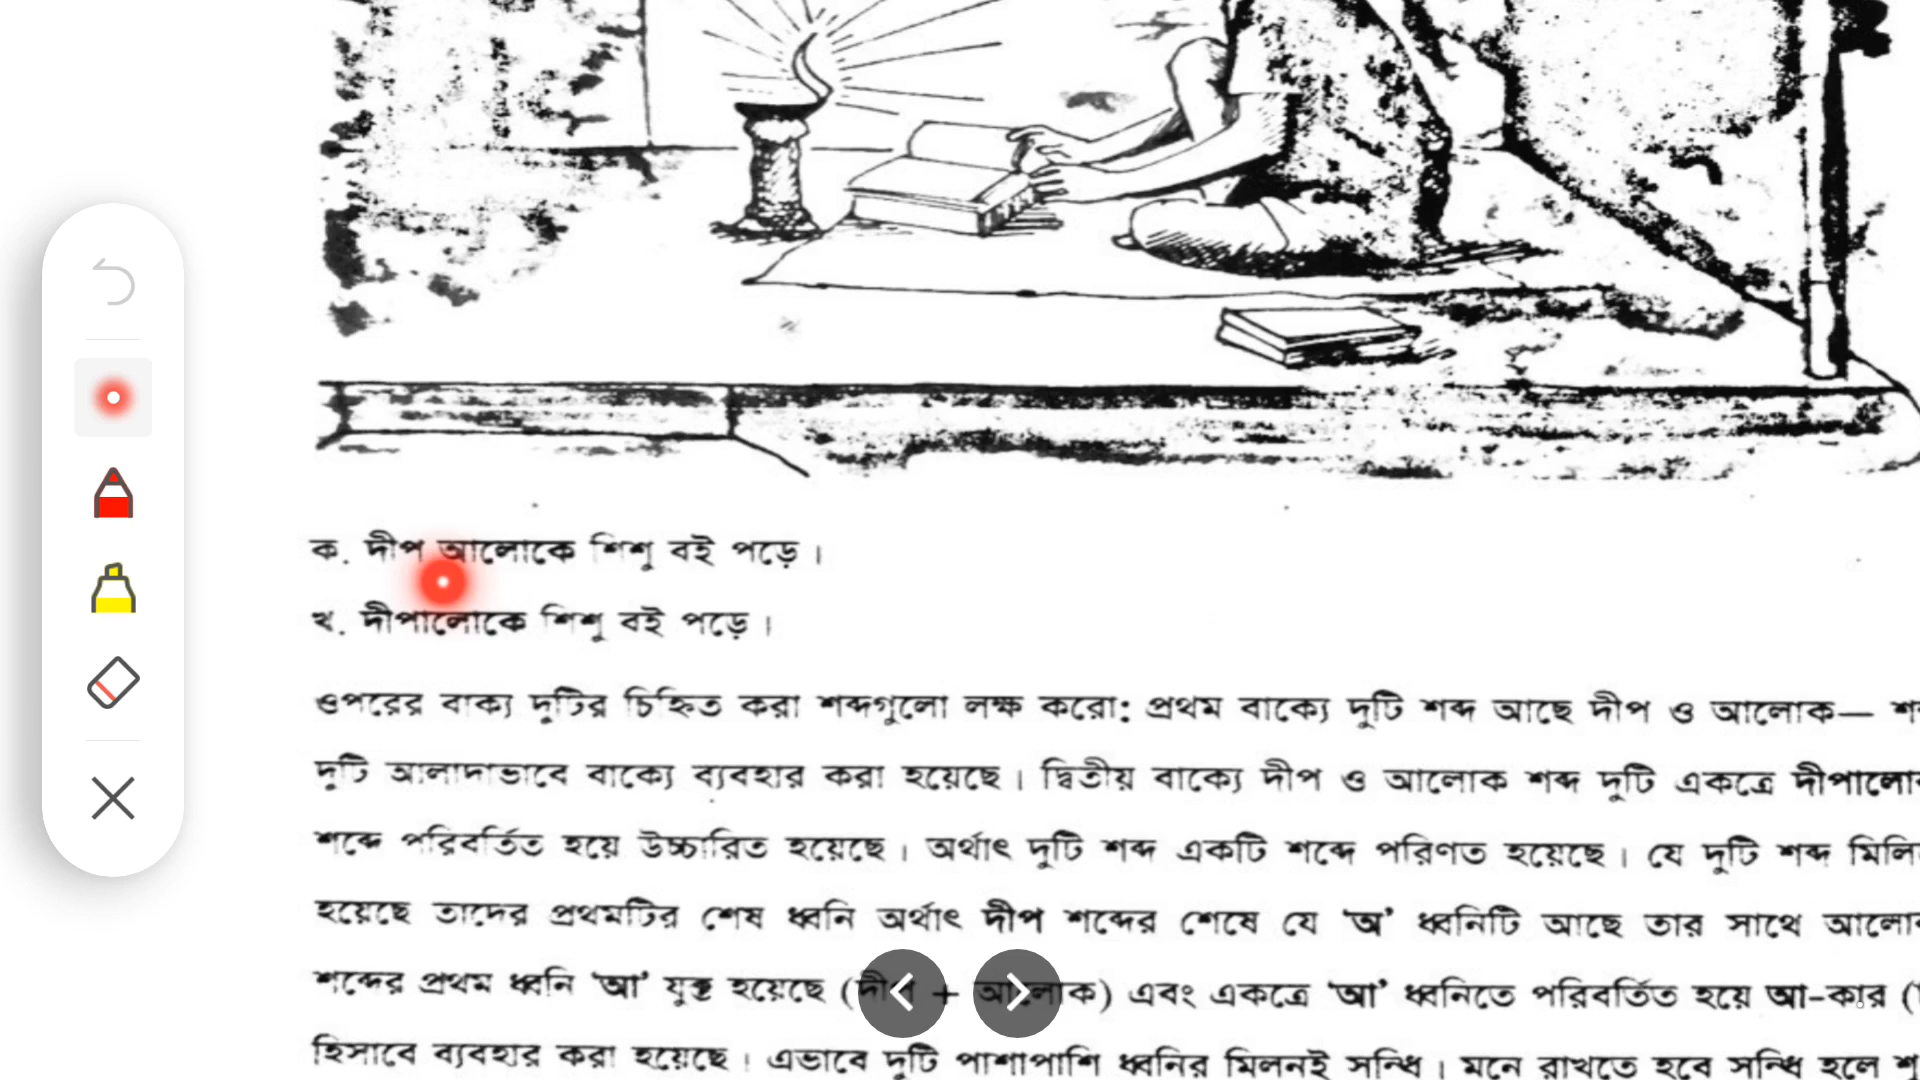 ক. দীপ আলোকে শিশু বই পড়ে।
খ. দীপালোকে শিশু বই পড়ে।
ওপরের বাক্য দুটির চিহ্নিত করা শব্দগুলো লক্ষ করো: প্রথম বাক্যে দুটি শব্দ আছে দীপ ও আলোক—
দুটি আলাদাভাবে বাক্যে ব্যবহার করা হয়েছে। দ্বিতীয় বাক্যে দীপ ও আলোক শব্দ দুটি একত্রে
শব্দে পরিবর্তিত হয়ে উচ্চারিত হয়েছে। অর্থাৎ দুটি শব্দ একটি শব্দে পরিণত হয়েছে। যে দুটি শব্দ
হয়েছে তাদের প্রথমটির শেষ ধ্বনি অর্থাৎ দীপ শব্দের শেষে যে ‘অ’ ধ্বনিটি আছে তার সাথে
শব্দের প্রথম ধ্বনি ‘আ’ যুক্ত হয়েছে (দীপ + আলোক) এবং একত্রে ‘আ’ ধ্বনিতে পরিবর্তিত হয়ে আ-কার
হিসাবে ব্যবহার করা হয়েছে। এভাবে দুটি পাশাপাশি ধ্বনির মিলনই সন্ধি। মনে রাখতে হবে সন্ধি হলে